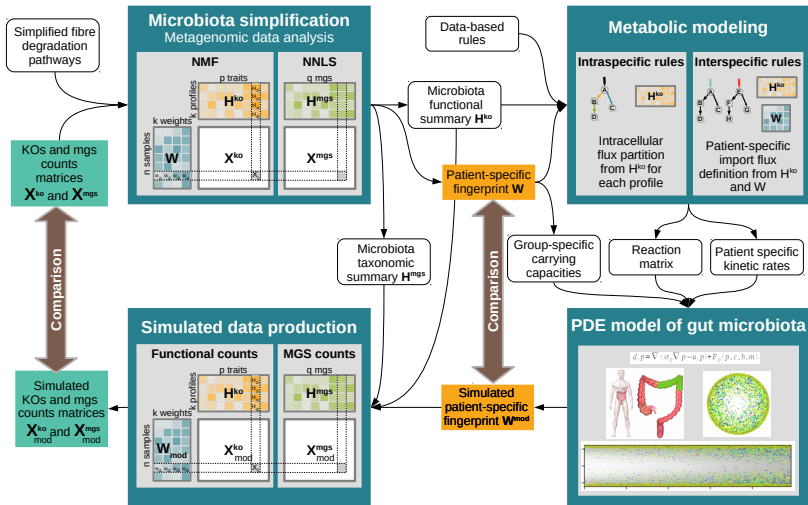 Simplified fibre
degradation
pathways
KOs and mgs
counts
matrices
X^ko and X^mgs
Comparison
Simulated
KOs and mgs
counts matrices
X^ko_mod and X^mgs_mod
Microbiota simplification
Metagenomic data analysis
NMF
NNLS
p traits
q mgs
k profiles
k weights
n samples
H^ko
H^mgs
W
X^ko
X^mgs
Data-based
rules
Microbiota
functional
summary H^ko
Patient-specific
fingerprint W
Microbiota
taxonomic
summary H^mgs
Comparison
Metabolic modeling
Intraspecific rules
Interspecific rules
A
B
C
D
H^ko
A
B
C
D
E
F
G
H
H^ko
W
Intracellular
flux partition
from H^ko for
each profile
Patient-specific
import flux
definition from H^ko
and W
Group-specific
carrying
capacities
Reaction
matrix
Patient specific
kinetic rates
Simulated data production
Functional counts
MGS counts
p traits
q mgs
k profiles
k weights
n samples
H^ko
H^mgs
W_mod
X^ko_mod
X^mgs_mod
Simulated
patient-specific
fingerprint W^mod
PDE model of gut microbiota